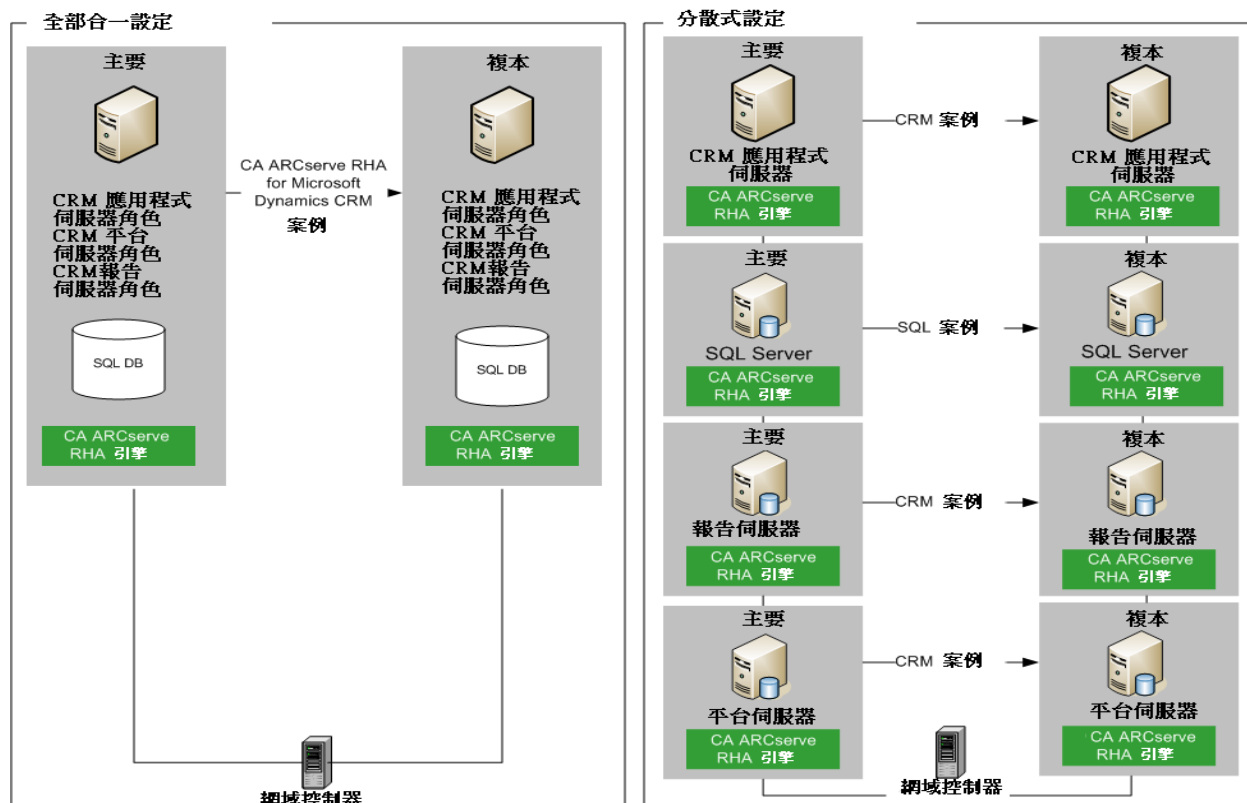 全部合一設定
主要
CRM 應用程式
伺服器角色
CRM 平台
伺服器角色
CRM報告
伺服器角色
SQL DB
CA ARCserve
RHA 引擎
CA ARCserve RHA
for Microsoft
Dynamics CRM
案例
複本
CRM 應用程式
伺服器角色
CRM 平台
伺服器角色
CRM報告
伺服器角色
SQL DB
CA ARCserve
RHA 引擎
網域控制器
分散式設定
主要
CRM 應用程式
伺服器
CA ARCserve
RHA 引擎
CRM 案例
複本
CRM 應用程式
伺服器
CA ARCserve
RHA 引擎
主要
SQL Server
CA ARCserve
RHA 引擎
SQL 案例
複本
SQL Server
CA ARCserve
RHA 引擎
主要
報告伺服器
CA ARCserve
RHA 引擎
CRM 案例
複本
報告伺服器
CA ARCserve
RHA 引擎
主要
平台伺服器
CA ARCserve
RHA 引擎
CRM 案例
複本
平台伺服器
CA ARCserve
RHA 引擎
網域控制器